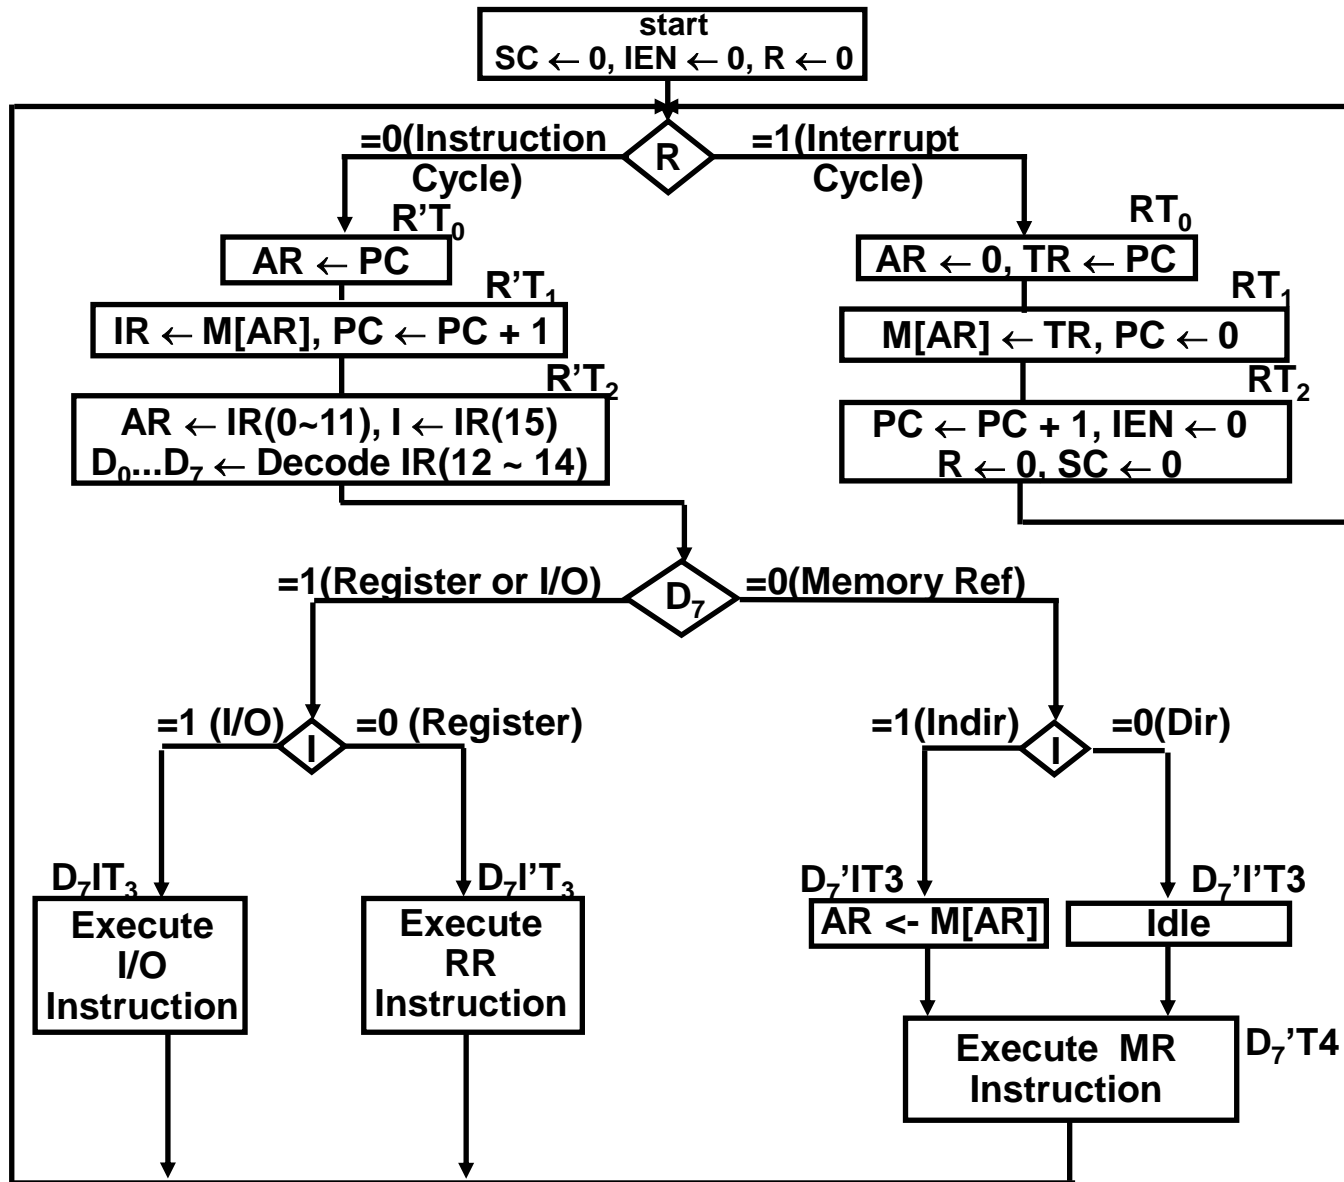 start
SC ← 0, IEN ← 0, R ← 0
=0(Instruction Cycle)
R
=1(Interrupt Cycle)
R’T₀
AR ← PC
R’T₁
IR ← M[AR], PC ← PC + 1
R’T₂
AR ← IR(0~11), I ← IR(15)
D₀...D₇ ← Decode IR(12 ~ 14)
RT₀
AR ← 0, TR ← PC
RT₁
M[AR] ← TR, PC ← 0
RT₂
PC ← PC + 1, IEN ← 0
R ← 0, SC ← 0
=1(Register or I/O)
D₇
=0(Memory Ref)
=1 (I/O)
I
=0 (Register)
=1(Indir)
I
=0(Dir)
D₇IT₃
Execute
I/O
Instruction
D₇I’T₃
Execute
RR
Instruction
D₇’IT3
AR <- M[AR]
D₇’I’T3
Idle
Execute MR
Instruction
D₇’T4